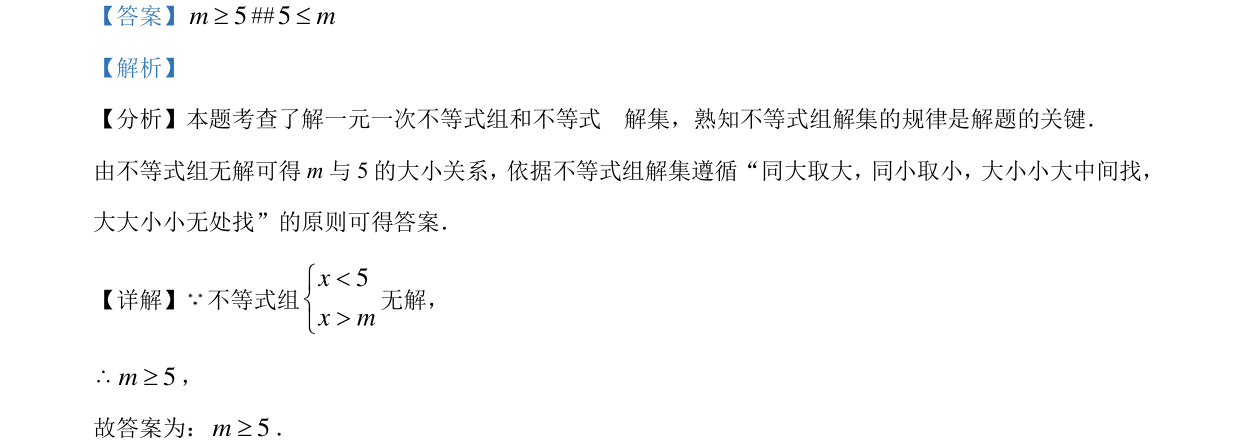 【答案】m≥5##5≤m
【解析】
【分析】本题考查了解一元一次不等式组和不等式 解集，熟知不等式组解集的规律是解题的关键．
由不等式组无解可得 m 与 5 的大小关系，依据不等式组解集遵循“同大取大，同小取小，大小小大中间找，
大大小小无处找”的原则可得答案．
【详解】∵不等式组{x<5
x>m 无解，
∴m≥5，
故答案为：m≥5．